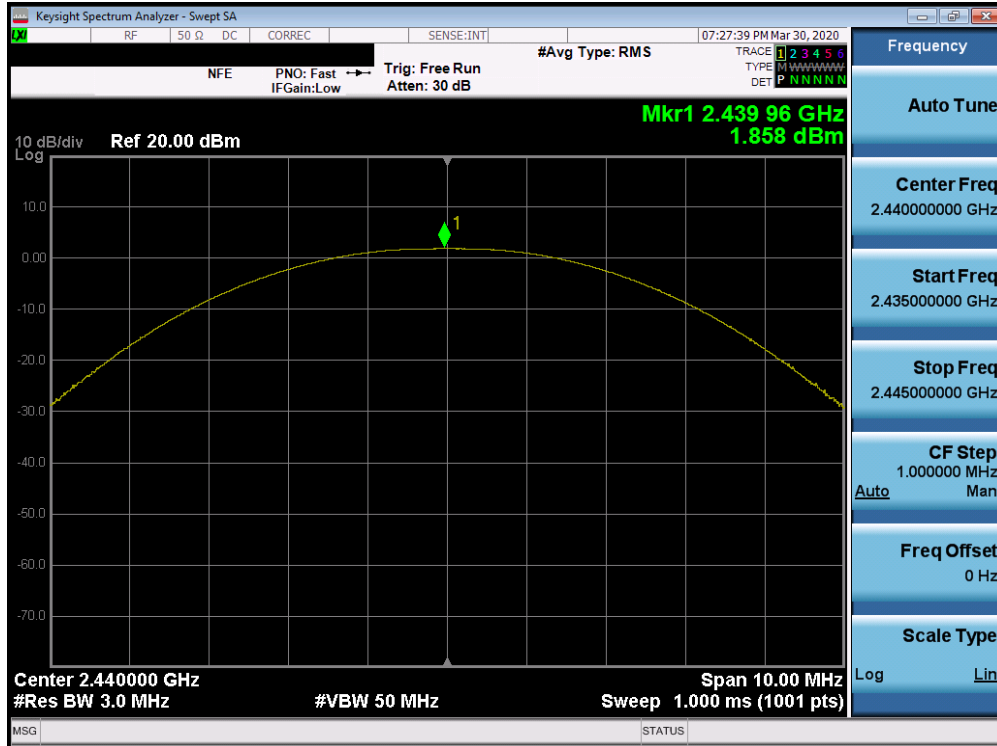 Keysight Spectrum Analyzer - Swept SA
LXI
RF 50 Ω DC CORREC SENSE:INT 07:27:39 PM Mar 30, 2020
#Avg Type: RMS
TRACE 1 2 3 4 5 6
TYPE M W W W W W
DET P N N N N N
NFE PNO: Fast Trig: Free Run
IFGain:Low Atten: 30 dB
Mkr1 2.439 96 GHz
1.858 dBm
10 dB/div Ref 20.00 dBm
Log
1
10.0
0.00
-10.0
-20.0
-30.0
-40.0
-50.0
-60.0
-70.0
Center 2.440000 GHz Span 10.00 MHz
#Res BW 3.0 MHz #VBW 50 MHz Sweep 1.000 ms (1001 pts)
MSG STATUS
Frequency
Auto Tune
Center Freq
2.440000000 GHz
Start Freq
2.435000000 GHz
Stop Freq
2.445000000 GHz
CF Step
1.000000 MHz
Auto Man
Freq Offset
0 Hz
Scale Type
Log Lin